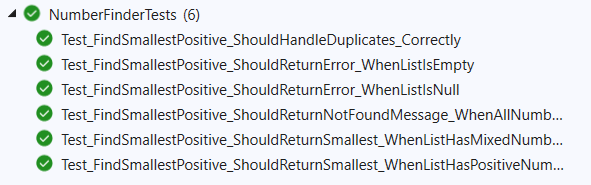 NumberFinderTests (6)
Test_FindSmallestPositive_ShouldHandleDuplicates_Correctly
Test_FindSmallestPositive_ShouldReturnError_WhenListIsEmpty
Test_FindSmallestPositive_ShouldReturnError_WhenListIsNull
Test_FindSmallestPositive_ShouldReturnNotFoundMessage_WhenAllNumb...
Test_FindSmallestPositive_ShouldReturnSmallest_WhenListHasMixedNumb...
Test_FindSmallestPositive_ShouldReturnSmallest_WhenListHasPositiveNum...